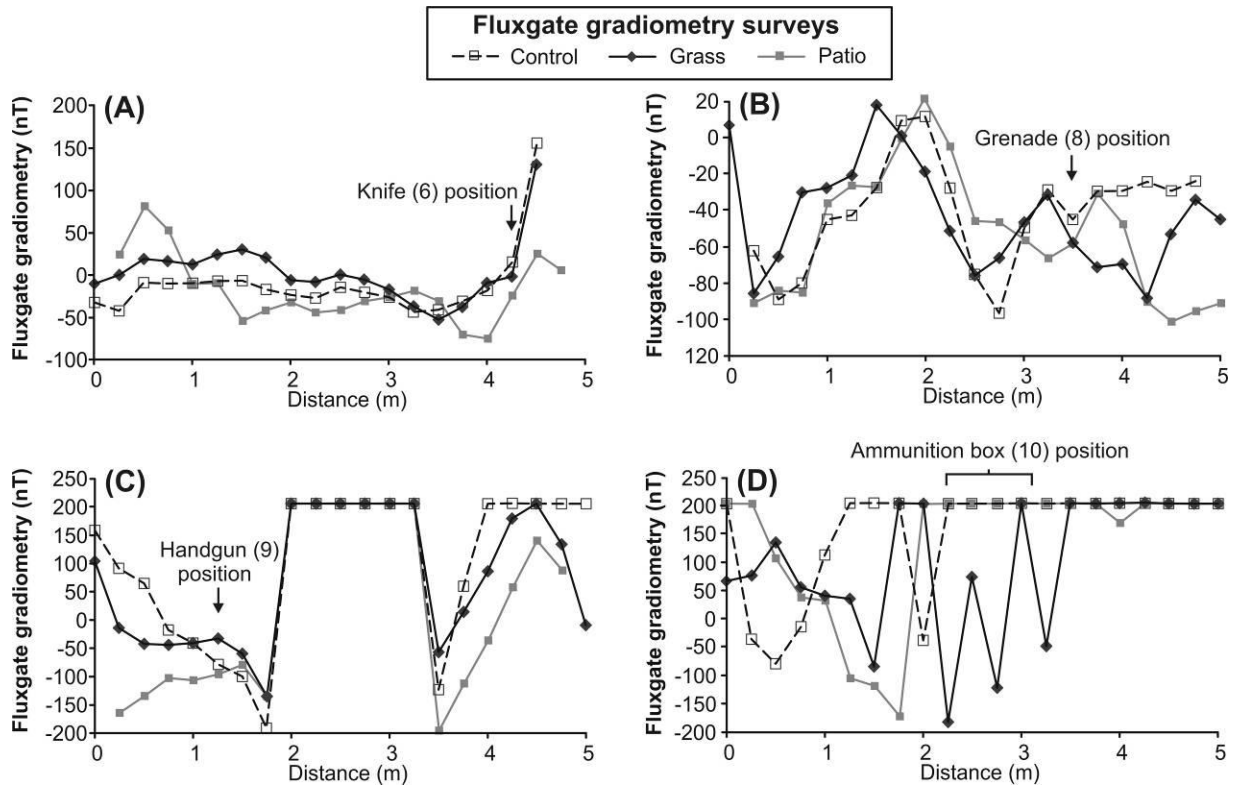 Fluxgate gradiometry surveys
Control Grass Patio
(A)
Fluxgate gradiometry (nT)
200
150
100
50
0
-50
-100
Knife (6) position
0 1 2 3 4 5
Distance (m)
(B)
Fluxgate gradiometry (nT)
20
0
-20
-40
-60
-80
-100
120
Grenade (8) position
0 1 2 3 4 5
Distance (m)
(C)
Fluxgate gradiometry (nT)
250
200
150
100
50
0
-50
-100
-150
-200
Handgun (9)
position
0 1 2 3 4 5
Distance (m)
(D)
Fluxgate gradiometry (nT)
250
200
150
100
50
0
-50
-100
-150
-200
Ammunition box (10) position
0 1 2 3 4 5
Distance (m)